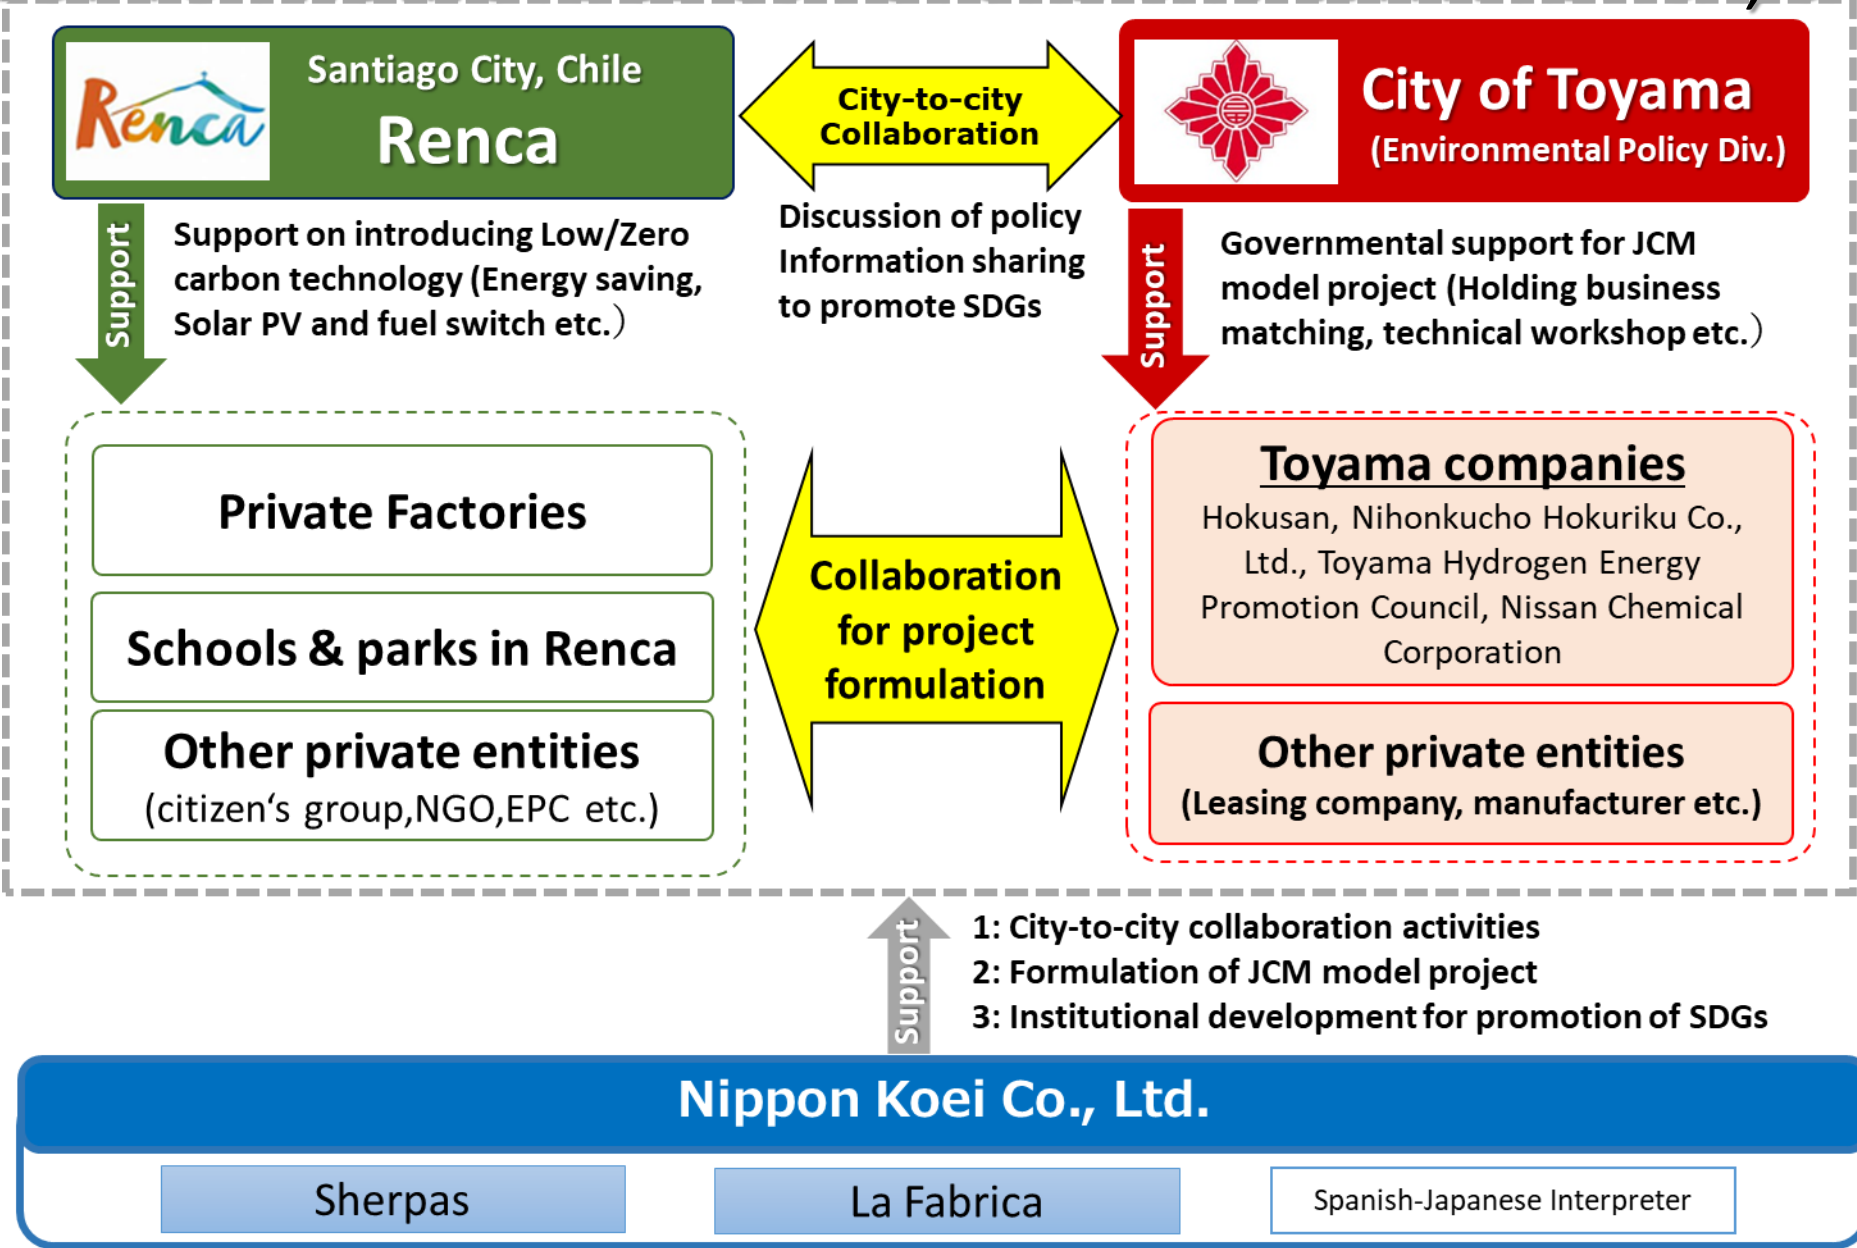 Renca
Santiago City, Chile
Renca
City-to-city
Collaboration
City of Toyama
(Environmental Policy Div.)
Support
Support on introducing Low/Zero
carbon technology (Energy saving,
Solar PV and fuel switch etc.）
Discussion of policy
Information sharing
to promote SDGs
Support
Governmental support for JCM
model project (Holding business
matching, technical workshop etc.）
Private Factories
Schools & parks in Renca
Other private entities
(citizen‘s group,NGO,EPC etc.)
Collaboration
for project
formulation
Toyama companies
Hokusan, Nihonkucho Hokuriku Co.,
Ltd., Toyama Hydrogen Energy
Promotion Council, Nissan Chemical
Corporation
Other private entities
(Leasing company, manufacturer etc.)
Support
1: City-to-city collaboration activities
2: Formulation of JCM model project
3: Institutional development for promotion of SDGs
Nippon Koei Co., Ltd.
Sherpas
La Fabrica
Spanish-Japanese Interpreter